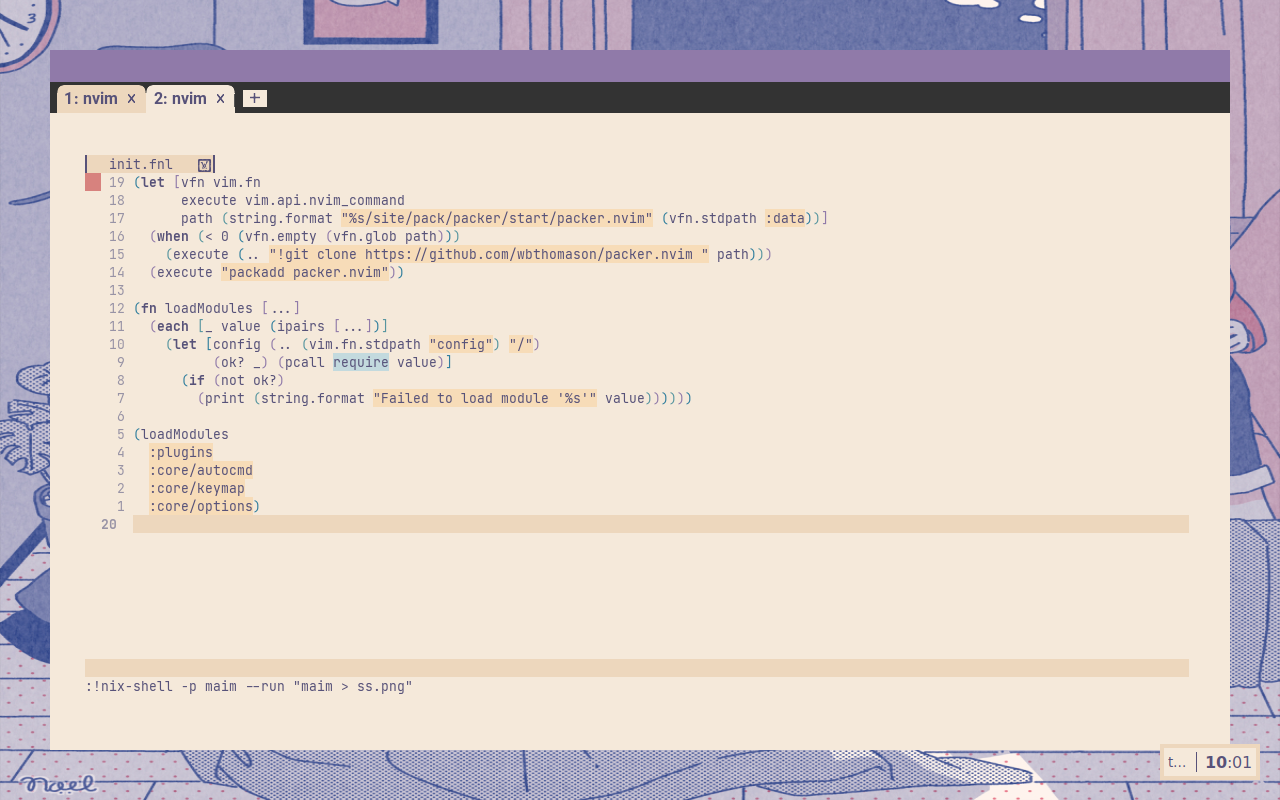 3
1: nvim x 2: nvim x +
init.fnl
19 (let [vfn vim.fn
18 execute vim.api.nvim_command
17 path (string.format "%s/site/pack/packer/start/packer.nvim" (vfn.stdpath :data))]
16 (when (< 0 (vfn.empty (vfn.glob path)))
15 (execute (.. "!git clone https://github.com/wbthomason/packer.nvim " path)))
14 (execute "packadd packer.nvim"))
13
12 (fn loadModules [...]
11 (each [_ value (ipairs [...])]
10 (let [config (.. (vim.fn.stdpath "config") "/")
9 (ok? _) (pcall require value)]
8 (if (not ok?)
7 (print (string.format "Failed to load module '%s'" value))))))
6
5 (loadModules
4 :plugins
3 :core/autocmd
2 :core/keymap
1 :core/options)
20
:!nix-shell -p maim --run "maim > ss.png"
t... 10:01
noël